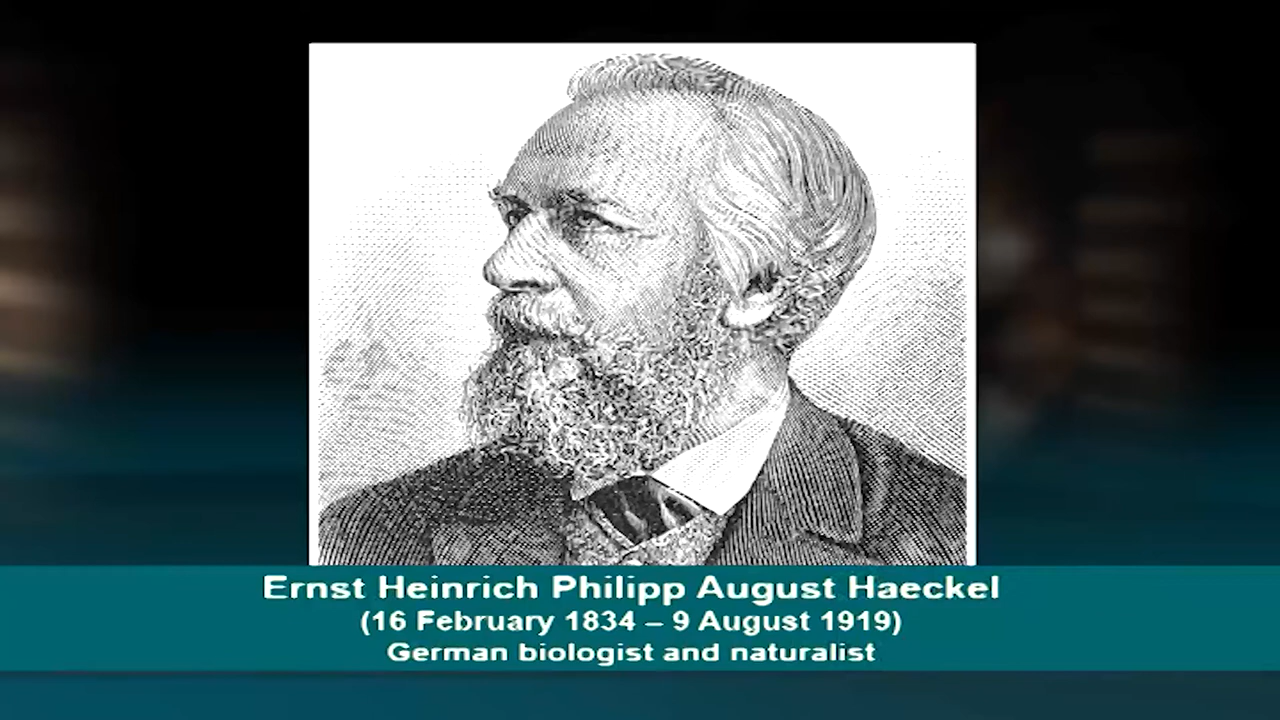 Ernst Heinrich Philipp August Haeckel
(16 February 1834 – 9 August 1919)
German biologist and naturalist